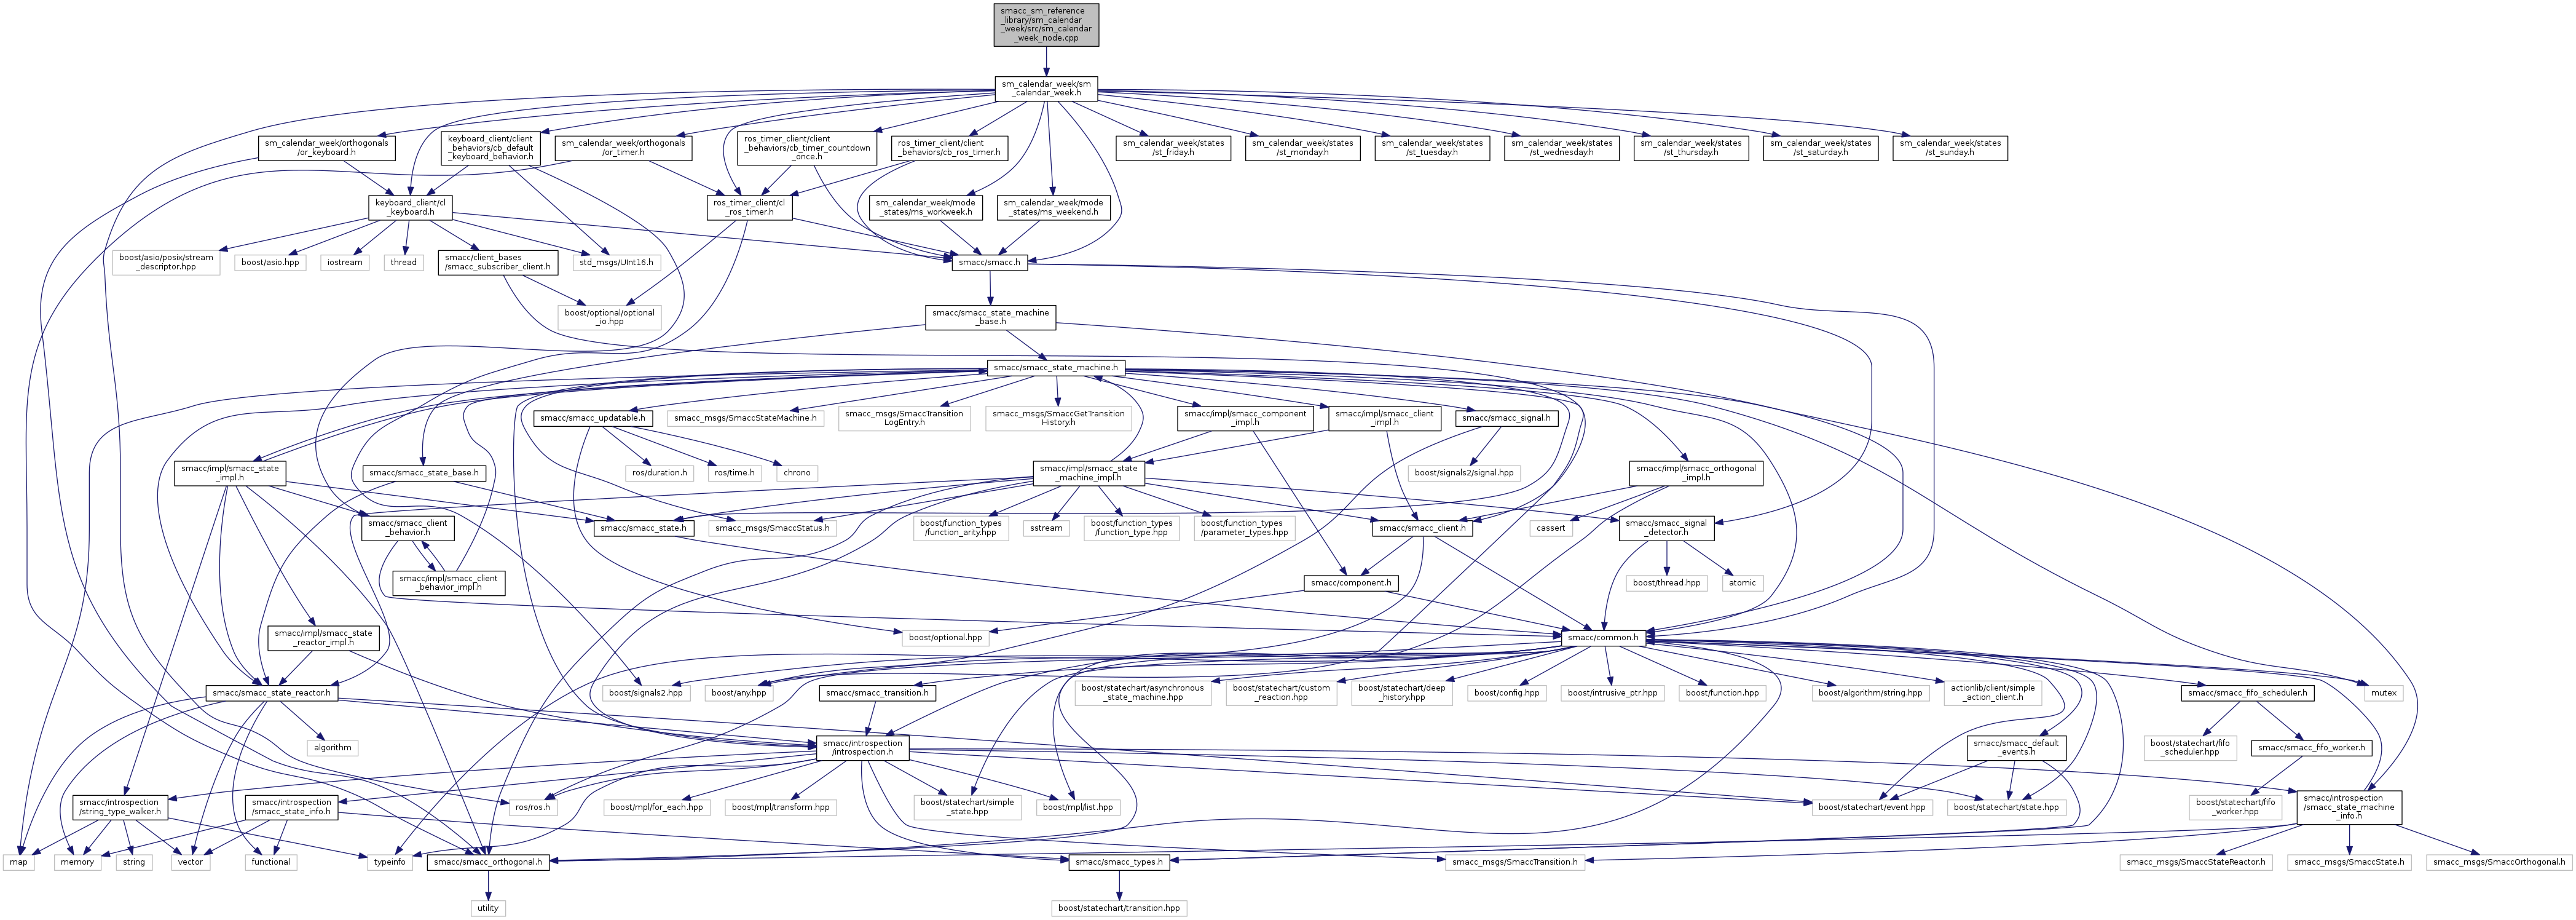 smacc_sm_reference
_library/sm_calendar
_week/src/sm_calendar
_week_node.cpp
sm_calendar_week/sm
_calendar_week.h
sm_calendar_week/orthogonals
/or_keyboard.h
keyboard_client/client
_behaviors/cb_default
_keyboard_behavior.h
sm_calendar_week/orthogonals
/or_timer.h
ros_timer_client/client
_behaviors/cb_timer_countdown
_once.h
ros_timer_client/client
_behaviors/cb_ros_timer.h
sm_calendar_week/states
/st_friday.h
sm_calendar_week/states
/st_monday.h
sm_calendar_week/states
/st_tuesday.h
sm_calendar_week/states
/st_wednesday.h
sm_calendar_week/states
/st_thursday.h
sm_calendar_week/states
/st_saturday.h
sm_calendar_week/states
/st_sunday.h
keyboard_client/cl
_keyboard.h
ros_timer_client/cl
_ros_timer.h
sm_calendar_week/mode
_states/ms_workweek.h
sm_calendar_week/mode
_states/ms_weekend.h
boost/asio/posix/stream
_descriptor.hpp
boost/asio.hpp
iostream
thread
smacc/client_bases
/smacc_subscriber_client.h
std_msgs/UInt16.h
smacc/smacc.h
boost/optional/optional
_io.hpp
smacc/smacc_state_machine
_base.h
smacc/smacc_state_machine.h
smacc/smacc_updatable.h
smacc_msgs/SmaccStateMachine.h
smacc_msgs/SmaccTransition
LogEntry.h
smacc_msgs/SmaccGetTransition
History.h
smacc/impl/smacc_component
_impl.h
smacc/impl/smacc_client
_impl.h
smacc/smacc_signal.h
smacc/impl/smacc_state
_impl.h
smacc/smacc_state_base.h
ros/duration.h
ros/time.h
chrono
smacc/impl/smacc_state
_machine_impl.h
boost/signals2/signal.hpp
smacc/impl/smacc_orthogonal
_impl.h
smacc/smacc_client
_behavior.h
smacc/smacc_state.h
smacc_msgs/SmaccStatus.h
boost/function_types
/function_arity.hpp
sstream
boost/function_types
/function_type.hpp
boost/function_types
/parameter_types.hpp
smacc/smacc_client.h
cassert
smacc/smacc_signal
_detector.h
smacc/impl/smacc_client
_behavior_impl.h
smacc/component.h
boost/thread.hpp
atomic
smacc/impl/smacc_state
_reactor_impl.h
boost/optional.hpp
smacc/common.h
smacc/smacc_state_reactor.h
boost/signals2.hpp
boost/any.hpp
smacc/smacc_transition.h
boost/statechart/asynchronous
_state_machine.hpp
boost/statechart/custom
_reaction.hpp
boost/statechart/deep
_history.hpp
boost/config.hpp
boost/intrusive_ptr.hpp
boost/function.hpp
boost/algorithm/string.hpp
actionlib/client/simple
_action_client.h
smacc/smacc_fifo_scheduler.h
mutex
algorithm
smacc/introspection
/introspection.h
smacc/smacc_default
_events.h
boost/statechart/fifo
_scheduler.hpp
smacc/smacc_fifo_worker.h
smacc/introspection
/string_type_walker.h
smacc/introspection
/smacc_state_info.h
ros/ros.h
boost/mpl/for_each.hpp
boost/mpl/transform.hpp
boost/statechart/simple
_state.hpp
boost/mpl/list.hpp
boost/statechart/event.hpp
boost/statechart/state.hpp
boost/statechart/fifo
_worker.hpp
smacc/introspection
/smacc_state_machine
_info.h
map
memory
string
vector
functional
typeinfo
smacc/smacc_orthogonal.h
smacc/smacc_types.h
smacc_msgs/SmaccTransition.h
smacc_msgs/SmaccStateReactor.h
smacc_msgs/SmaccState.h
smacc_msgs/SmaccOrthogonal.h
utility
boost/statechart/transition.hpp